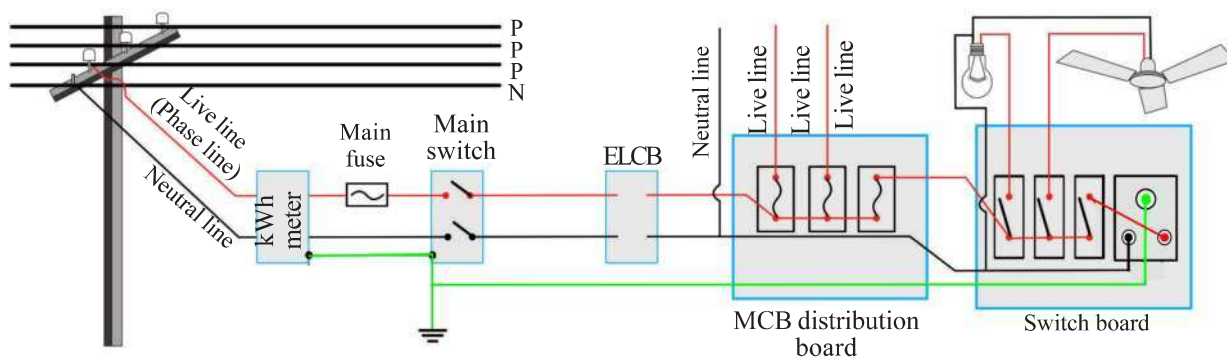 P
P
P
N
Live line
(Phase line)
Neutral line
kWh
meter
Main
fuse
Main
switch
ELCB
Neutral line
Live line
Live line
Live line
MCB distribution
board
Switch board